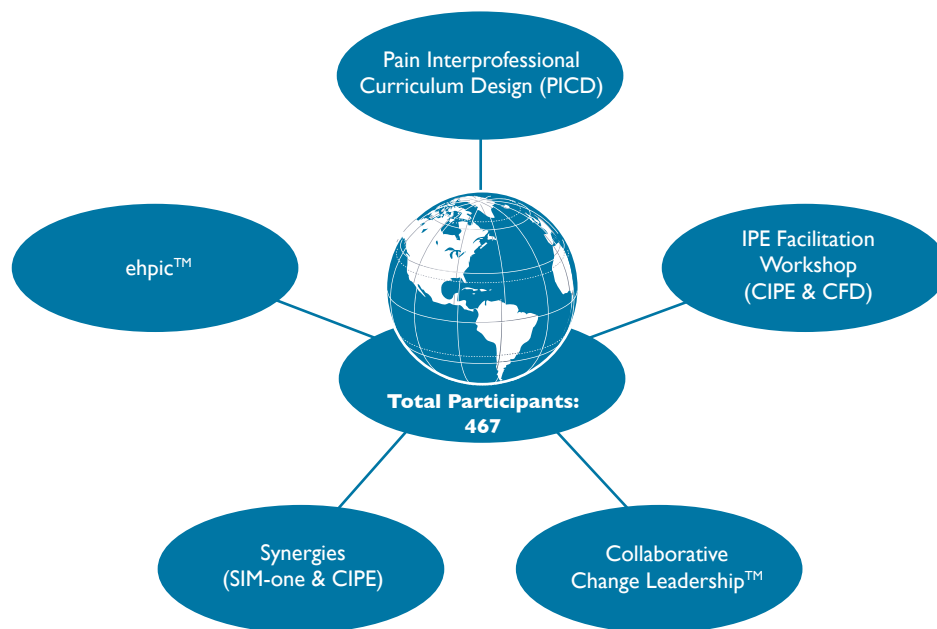 Pain Interprofessional
Curriculum Design (PICD)
ehpic™
IPE Facilitation
Workshop
(CIPE & CFD)
Total Participants:
467
Synergies
(SIM-one & CIPE)
Collaborative
Change Leadership™